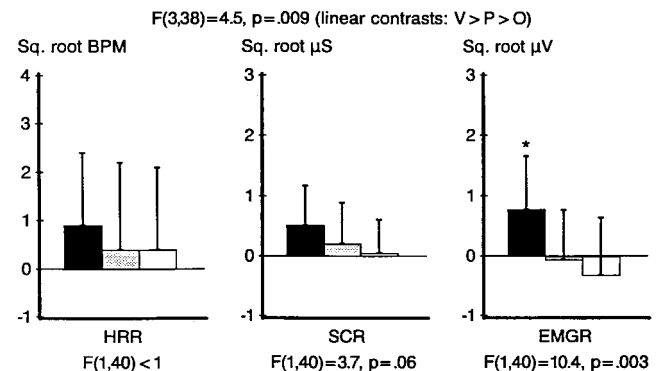 F(3,38)=4.5, p=.009 (linear contrasts: V>P>O)
Sq. root BPM Sq. root µS Sq. root µV
4 3 3
3 2 2
*
2
1 1
1
0 0 0
-1 -1 -1
HRR SCR EMGR
F(1,40)<1 F(1,40)=3.7, p=.06 F(1,40)=10.4, p=.003